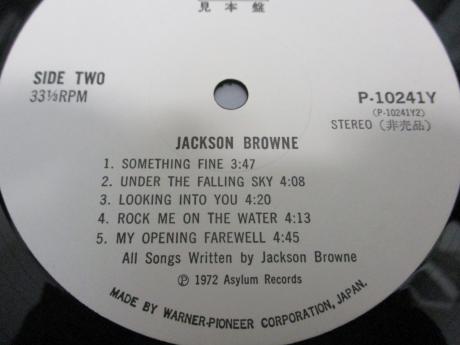 見本盤
SIDE TWO
33⅓RPM
P-10241Y
(P-10241Y2)
STEREO (非売品)
JACKSON BROWNE
1. SOMETHING FINE 3:47
2. UNDER THE FALLING SKY 4:08
3. LOOKING INTO YOU 4:20
4. ROCK ME ON THE WATER 4:13
5. MY OPENING FAREWELL 4:45
All Songs Written by Jackson Browne
Ⓟ 1972 Asylum Records
MADE BY WARNER-PIONEER CORPORATION, JAPAN.